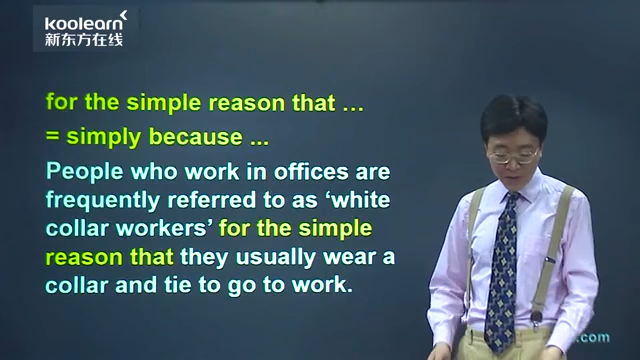 koolearn
新东方在线
for the simple reason that …
= simply because ...
People who work in offices are
frequently referred to as ‘white
collar workers’ for the simple
reason that they usually wear a
collar and tie to go to work.
.com